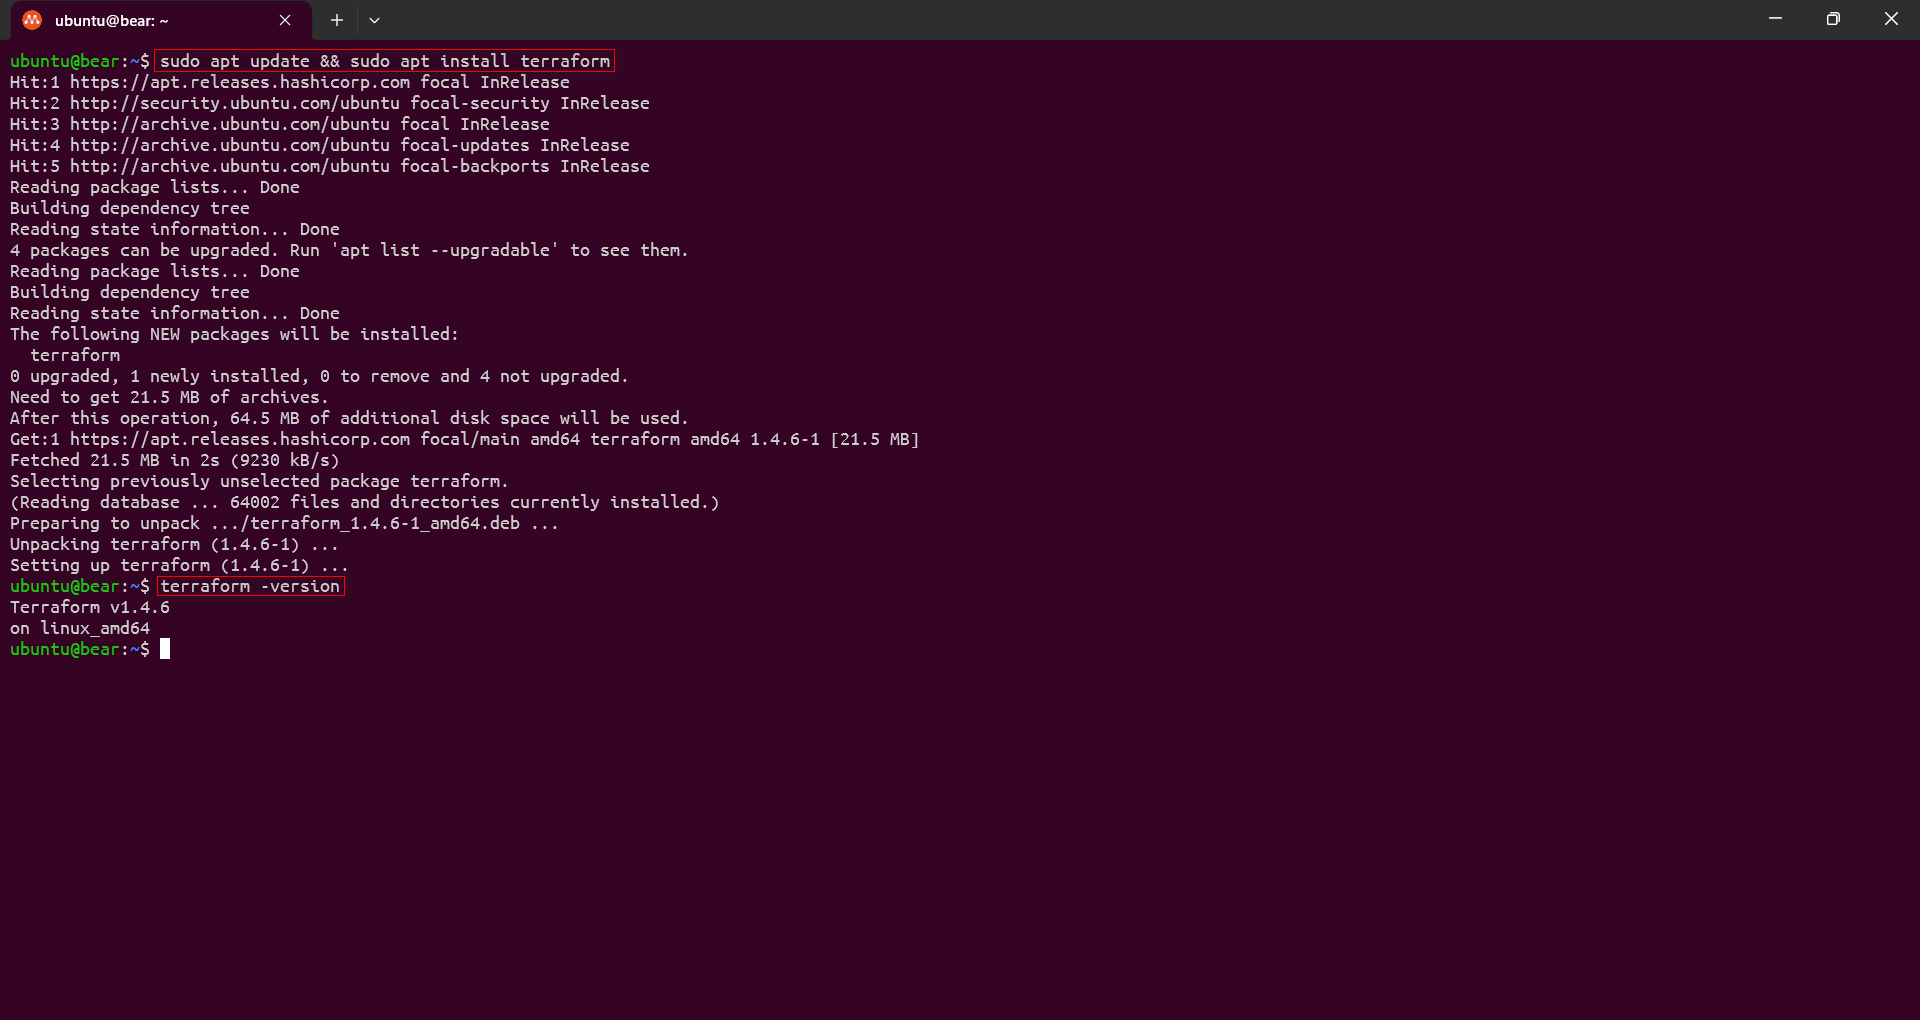 ubuntu@bear: ~
ubuntu@bear:~$ sudo apt update && sudo apt install terraform
Hit:1 https://apt.releases.hashicorp.com focal InRelease
Hit:2 http://security.ubuntu.com/ubuntu focal-security InRelease
Hit:3 http://archive.ubuntu.com/ubuntu focal InRelease
Hit:4 http://archive.ubuntu.com/ubuntu focal-updates InRelease
Hit:5 http://archive.ubuntu.com/ubuntu focal-backports InRelease
Reading package lists... Done
Building dependency tree
Reading state information... Done
4 packages can be upgraded. Run 'apt list --upgradable' to see them.
Reading package lists... Done
Building dependency tree
Reading state information... Done
The following NEW packages will be installed:
  terraform
0 upgraded, 1 newly installed, 0 to remove and 4 not upgraded.
Need to get 21.5 MB of archives.
After this operation, 64.5 MB of additional disk space will be used.
Get:1 https://apt.releases.hashicorp.com focal/main amd64 terraform amd64 1.4.6-1 [21.5 MB]
Fetched 21.5 MB in 2s (9230 kB/s)
Selecting previously unselected package terraform.
(Reading database ... 64002 files and directories currently installed.)
Preparing to unpack .../terraform_1.4.6-1_amd64.deb ...
Unpacking terraform (1.4.6-1) ...
Setting up terraform (1.4.6-1) ...
ubuntu@bear:~$ terraform -version
Terraform v1.4.6
on linux_amd64
ubuntu@bear:~$